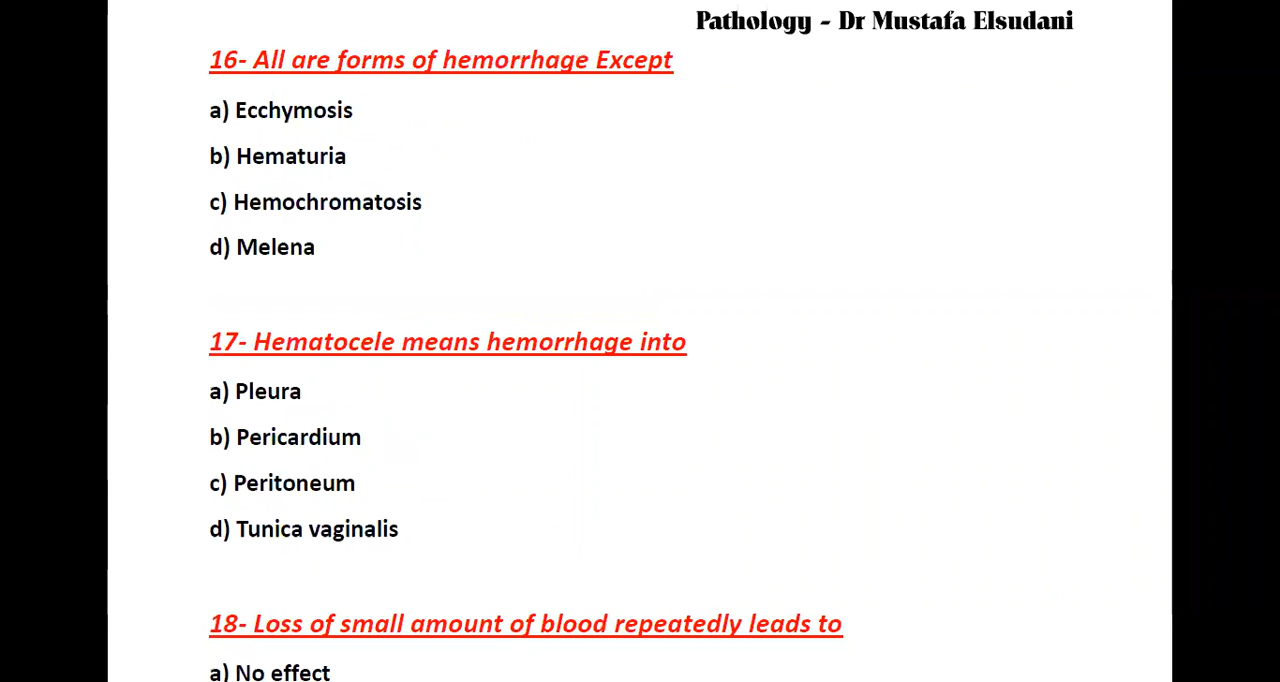 Pathology - Dr Mustafa Elsudani
16- All are forms of hemorrhage Except
a) Ecchymosis
b) Hematuria
c) Hemochromatosis
d) Melena
17- Hematocele means hemorrhage into
a) Pleura
b) Pericardium
c) Peritoneum
d) Tunica vaginalis
18- Loss of small amount of blood repeatedly leads to
a) No effect